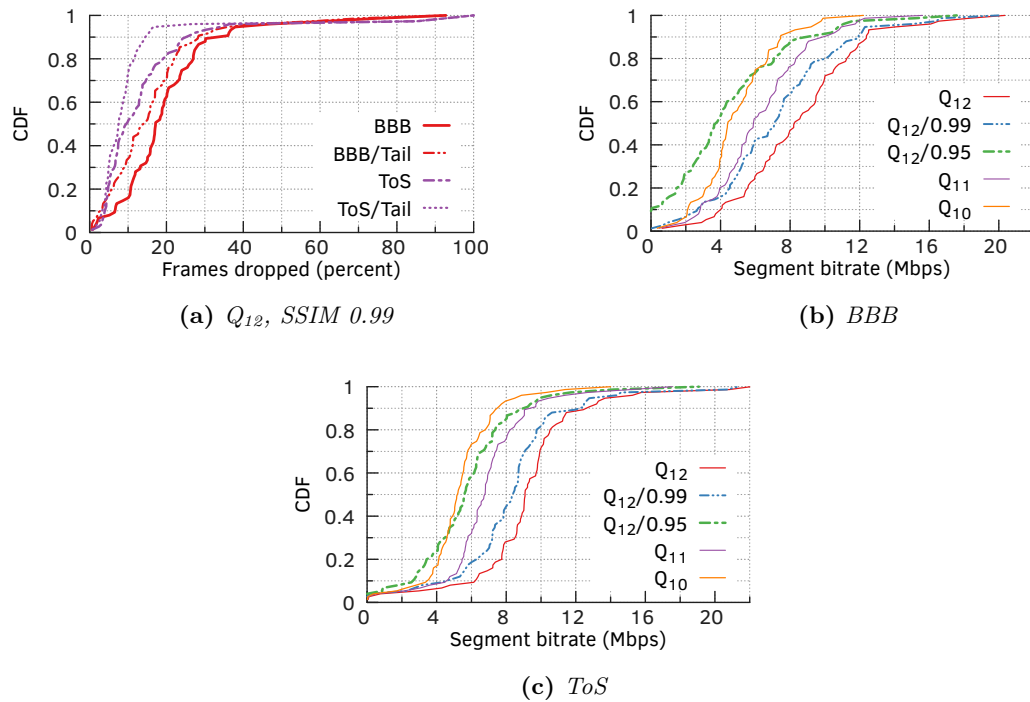 1
0.8
0.6
0.4
0.2
0
CDF
BBB
BBB/Tail
ToS
ToS/Tail
0 20 40 60 80 100
Frames dropped (percent)
(a) Q12, SSIM 0.99
1
0.8
0.6
0.4
0.2
0
CDF
Q12
Q12/0.99
Q12/0.95
Q11
Q10
0 4 8 12 16 20
Segment bitrate (Mbps)
(b) BBB
1
0.8
0.6
0.4
0.2
0
CDF
Q12
Q12/0.99
Q12/0.95
Q11
Q10
0 4 8 12 16 20
Segment bitrate (Mbps)
(c) ToS